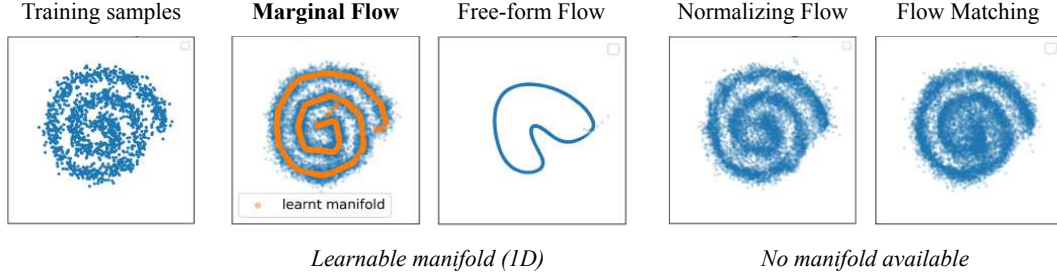 Training samples
Marginal Flow
Free-form Flow
Normalizing Flow
Flow Matching
learnt manifold
Learnable manifold (1D)
No manifold available